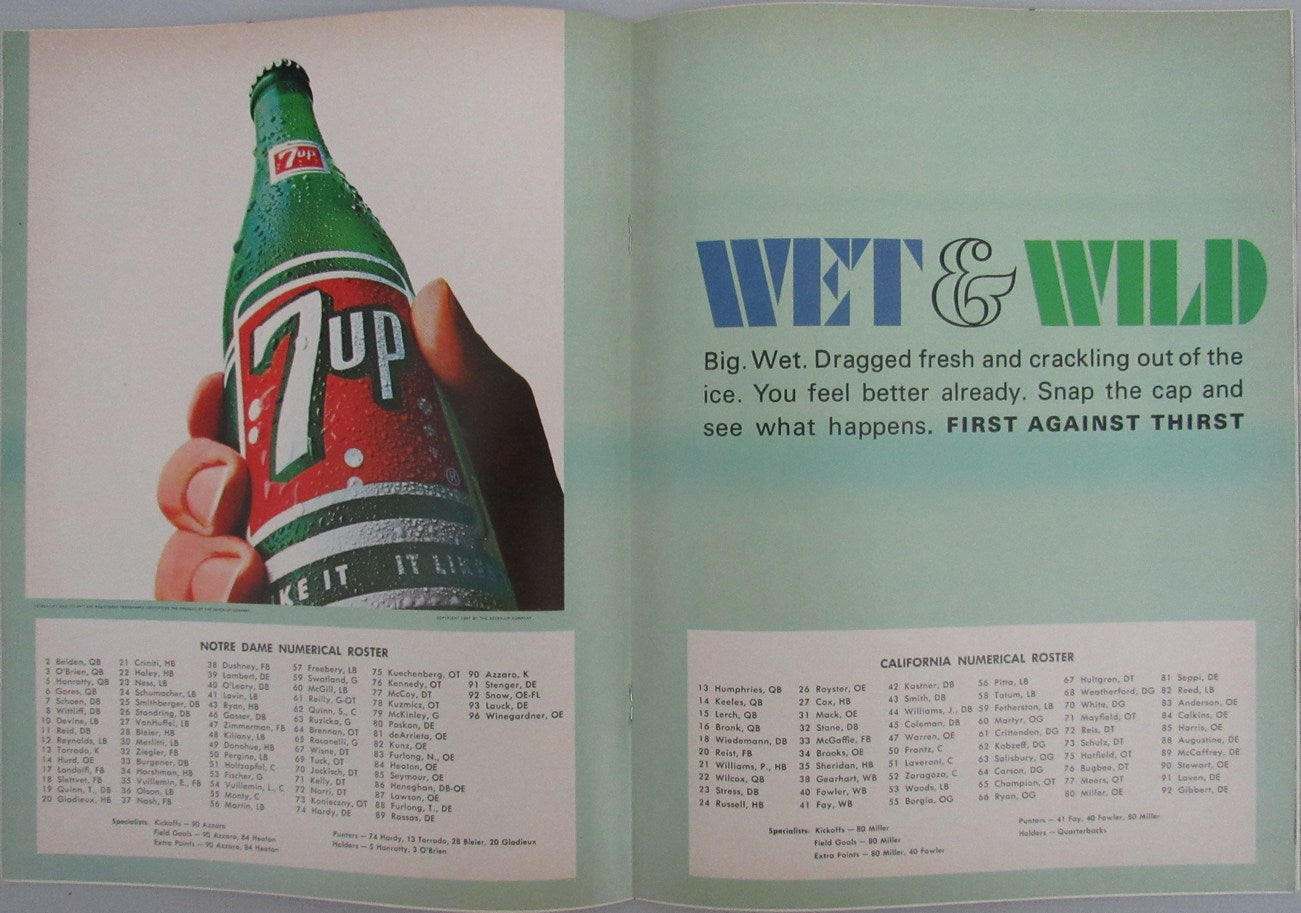 7up
7up
®
KE IT IT LIKE
COPYRIGHT 1967 BY THE SEVEN-UP COMPANY
NOTRE DAME NUMERICAL ROSTER
2 Belden, QB
3 O'Brien, QB
5 Hanratty, QB
6 Gores, QB
7 Schoen, DB
8 Wittliff, DB
10 Devine, LB
11 Reid, DB
12 Reynolds, LB
13 Torrado, K
14 Hurd, OE
17 Landolfi, FB
18 Slettvet, FB
19 Quinn, T., DB
20 Gladieux, HB
21 Criniti, HB
22 Haley, HB
23 Ness, LB
24 Schumacher, LB
25 Smithberger, DB
26 Standring, DB
27 VanHuffel, LB
28 Bleier, HB
30 Merlitti, LB
32 Ziegler, FB
33 Burgener, DB
34 Harshman, HB
35 Vuillemin, E., FB
36 Olson, LB
37 Nash, FB
38 Dushney, FB
39 Lambert, DE
40 O'Leary, DB
41 Lavin, LB
43 Ryan, HB
46 Gasser, DB
47 Zimmerman, FB
48 Kiliany, LB
49 Donohue, HB
50 Pergine, LB
51 Holtzapfel, C
53 Fischer, G
54 Vuillemin, L., C
55 Monty, C
56 Martin, LB
57 Freebery, LB
59 Swatland, G
60 McGill, LB
61 Reilly, G-OT
62 Quinn, S., C
63 Ruzicka, G
64 Brennan, OT
65 Rasanelli, G
67 Wisne, DT
69 Tuck, OT
70 Jockisch, DT
71 Kelly, DT
72 Norri, DT
73 Konieczny, OT
74 Hardy, DE
75 Kuechenberg, OT
76 Kennedy, OT
77 McCoy, DT
78 Kuzmicz, OT
79 McKinley, G
80 Poskon, DE
81 deArrieta, OE
82 Kunz, OE
83 Furlong, N., OE
84 Heaton, OE
85 Seymour, OE
86 Heneghan, DB-OE
87 Lawson, OE
88 Furlong, T., DE
89 Rassas, DE
90 Azzaro, K
91 Stenger, DE
92 Snow, OE-FL
93 Lauck, DE
96 Winegardner, OE
Specialists: Kickoffs — 90 Azzaro
Field Goals — 90 Azzaro, 84 Heaton
Extra Points — 90 Azzaro, 84 Heaton
Punters — 74 Hardy, 13 Torrado, 28 Bleier, 20 Gladieux
Holders — 5 Hanratty, 3 O'Brien
WET & WILD
Big. Wet. Dragged fresh and crackling out of the
ice. You feel better already. Snap the cap and
see what happens. FIRST AGAINST THIRST
CALIFORNIA NUMERICAL ROSTER
13 Humphries, QB
14 Keeles, QB
15 Lerch, QB
16 Bronk, QB
18 Wiedemann, DB
20 Reist, FB
21 Williams, P., HB
22 Wilcox, QB
23 Stress, DB
24 Russell, HB
26 Royster, OE
27 Cox, HB
31 Mack, OE
32 Stone, DB
33 McGaffie, FB
34 Brooks, OE
35 Sheridan, HB
38 Gearhart, WB
40 Fowler, WB
41 Fay, WB
42 Kastner, DB
43 Smith, DB
44 Williams, J., DB
45 Coleman, DB
47 Warren, OE
50 Frantz, C
51 Laveroni, C
52 Zaragoza, C
53 Woods, LB
55 Borgia, OG
56 Pitta, LB
58 Tatum, LB
59 Fetherston, LB
60 Martyr, OG
61 Crittenden, DG
62 Kobzeff, DG
63 Salisbury, OG
64 Carson, DG
65 Champion, OT
66 Ryan, OG
67 Hultgren, DT
68 Weatherford, DG
70 White, DG
71 Mayfield, OT
72 Reis, DT
73 Schulz, DT
75 Hatfield, OT
76 Bugbee, DT
77 Meers, OT
80 Miller, OE
81 Seppi, DE
82 Reed, LB
83 Anderson, OE
84 Calkins, OE
85 Harris, OE
88 Augustine, DE
89 McCaffrey, DE
90 Stewart, OE
91 Laven, DE
92 Gibbert, DE
Specialists: Kickoffs — 80 Miller
Field Goals — 80 Miller
Extra Points — 80 Miller, 40 Fowler
Punters — 41 Fay, 40 Fowler, 80 Miller
Holders — Quarterbacks